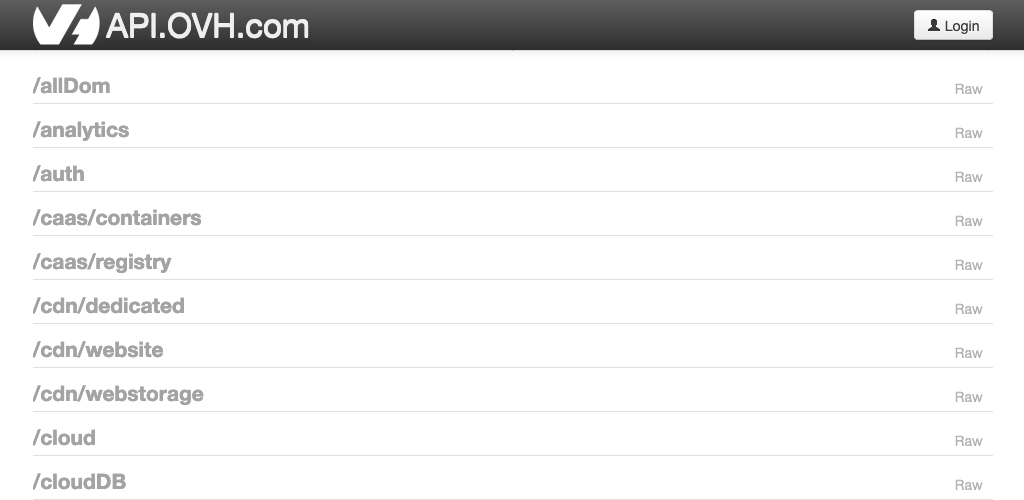 API.OVH.com
Login
/allDom
Raw
/analytics
Raw
/auth
Raw
/caas/containers
Raw
/caas/registry
Raw
/cdn/dedicated
Raw
/cdn/website
Raw
/cdn/webstorage
Raw
/cloud
Raw
/cloudDB
Raw